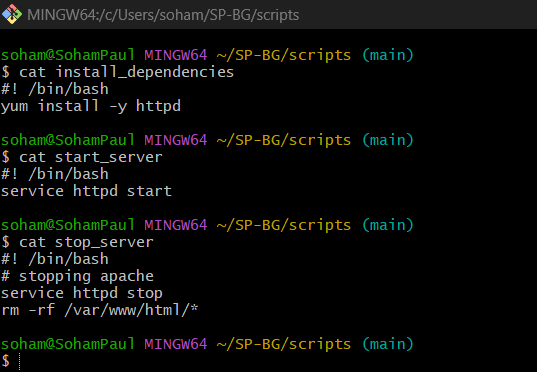 MINGW64:/c/Users/soham/SP-BG/scripts
soham@SohamPaul MINGW64 ~/SP-BG/scripts (main)
$ cat install_dependencies
#! /bin/bash
yum install -y httpd
soham@SohamPaul MINGW64 ~/SP-BG/scripts (main)
$ cat start_server
#! /bin/bash
service httpd start
soham@SohamPaul MINGW64 ~/SP-BG/scripts (main)
$ cat stop_server
#! /bin/bash
# stopping apache
service httpd stop
rm -rf /var/www/html/*
soham@SohamPaul MINGW64 ~/SP-BG/scripts (main)
$